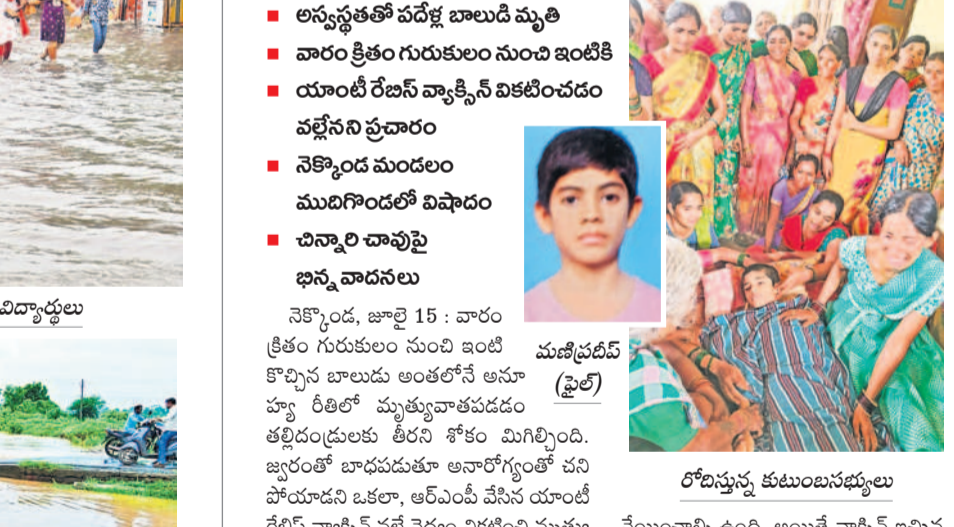 అస్వస్థతతో పదేళ్ల బాలుడి మృతి
వారం క్రితం గురుకులం నుంచి ఇంటికి
యాంటీ రేబిస్ వ్యాక్సిన్ వికటించడం
వల్లేనని ప్రచారం
నెక్కొండ మండలం
ముదిగొండలో విషాదం
చిన్నారి చావుపై
భిన్న వాదనలు
నెక్కొండ, జూలై 15 : వారం
క్రితం గురుకులం నుంచి ఇంటి
కొచ్చిన బాలుడు అంతలోనే అనూ
హ్య రీతిలో మృత్యువాతపడడం
తల్లిదండ్రులకు తీరని శోకం మిగిల్చింది.
జ్వరంతో బాధపడుతూ అనారోగ్యంతో చని
పోయాడని ఒకలా, ఆర్ఎంపీ వేసిన యాంటీ
మణిప్రదీప్
(ఫైల్)
రోదిస్తున్న కుటుంబసభ్యులు
విద్యార్థులు